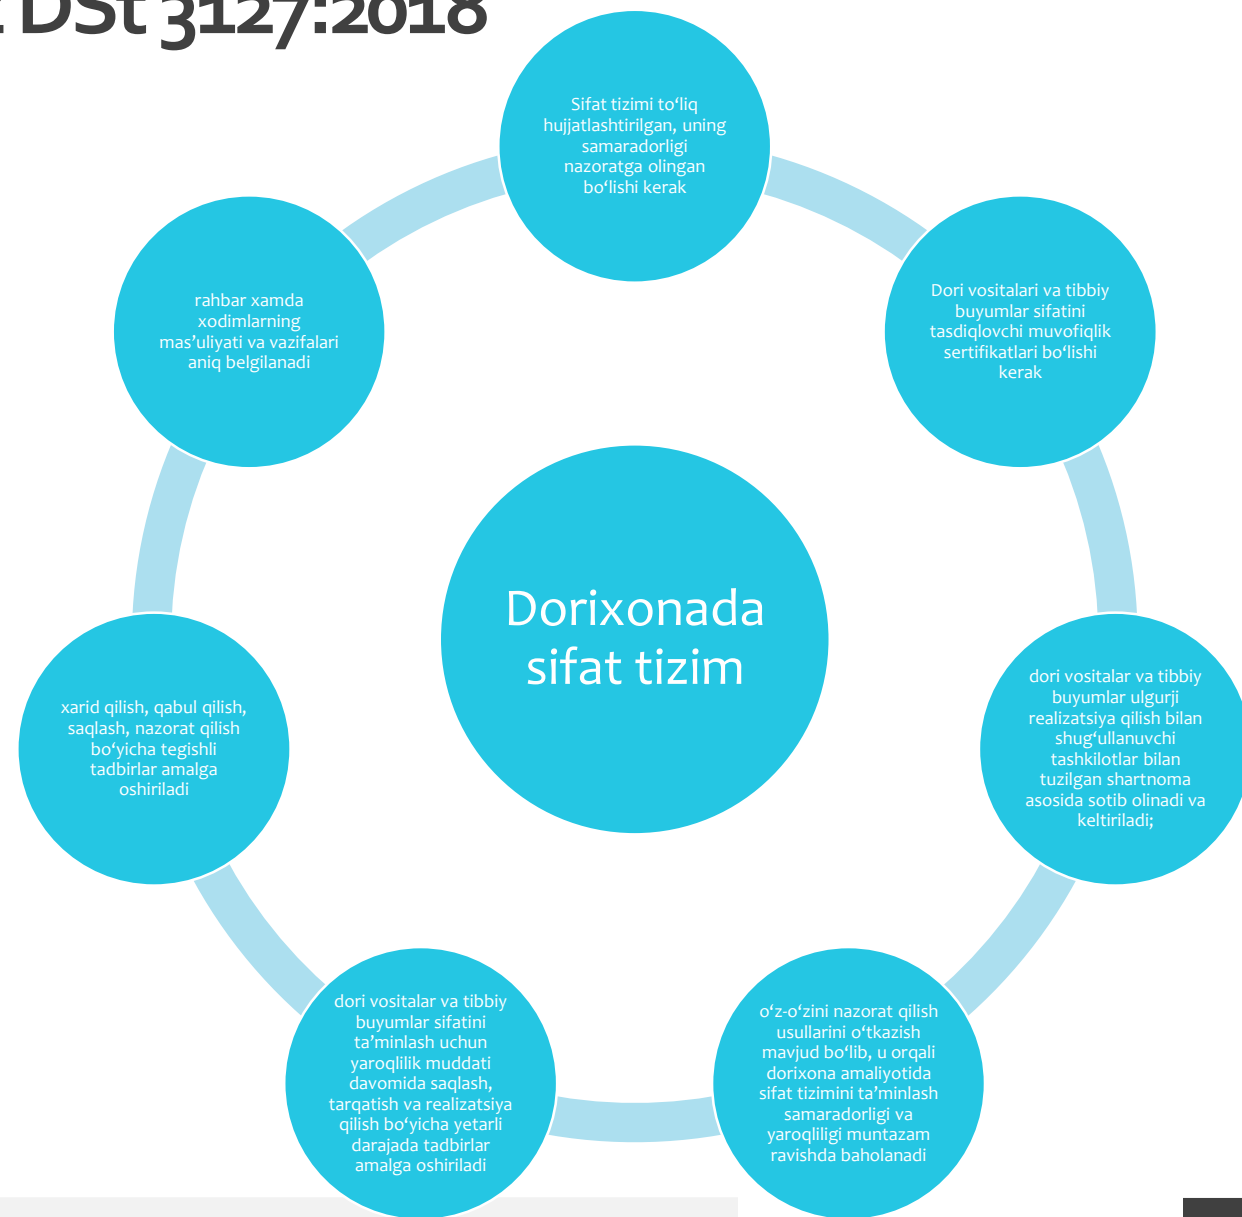 DSt 3127:2018
Sifat tizimi to‘liq
hujjatlashtirilgan, uning
samaradorligi
nazoratga olingan
bo‘lishi kerak
Dori vositalari va tibbiy
buyumlar sifatini
tasdiqlovchi muvofiqlik
sertifikatlari bo‘lishi
kerak
dori vositalar va tibbiy
buyumlar ulgurji
realizatsiya qilish bilan
shug‘ullanuvchi
tashkilotlar bilan
tuzilgan shartnoma
asosida sotib olinadi va
keltiriladi;
o‘z-o‘zini nazorat qilish
usullarini o‘tkazish
mavjud bo‘lib, u orqali
dorixona amaliyotida
sifat tizimini ta’minlash
samaradorligi va
yaroqliligi muntazam
ravishda baholanadi
dori vositalar va tibbiy
buyumlar sifatini
ta’minlash uchun
yaroqlilik muddati
davomida saqlash,
tarqatish va realizatsiya
qilish bo‘yicha yetarli
darajada tadbirlar
amalga oshiriladi
xarid qilish, qabul qilish,
saqlash, nazorat qilish
bo‘yicha tegishli
tadbirlar amalga
oshiriladi
rahbar xamda
xodimlarning
mas’uliyati va vazifalari
aniq belgilanadi
Dorixonada
sifat tizim